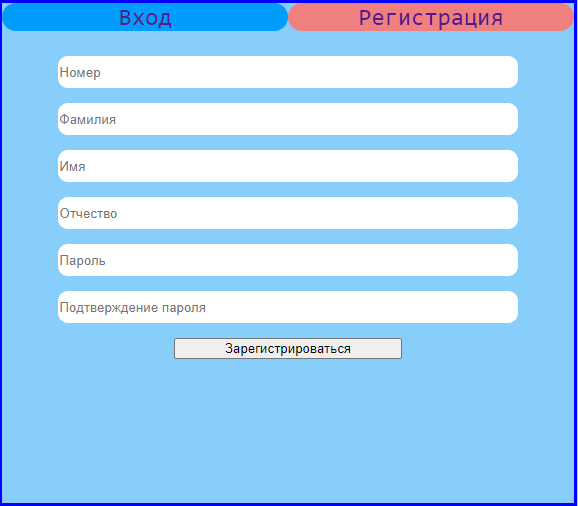 Вход Регистрация
Номер
Фамилия
Имя
Отчество
Пароль
Подтверждение пароля
Зарегистрироваться